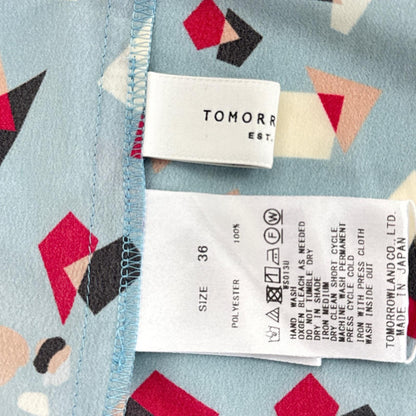 TOMORR
EST.
SIZE 36
POLYESTER 100%
WS013U
HAND WASH
OXGEN BLEACH AS NEEDED
DO NOT TUMBLE DRY
DRY IN SHADE
IRON MEDIUM
DRY CLEAN SHORT CYCLE
MACHINE WASH PERMANENT
PRESS CYCLE COLD
IRON WITH PRESS CLOTH
WASH INSIDE OUT
TOMORROWLAND CO.,LTD.
MADE IN JAPAN